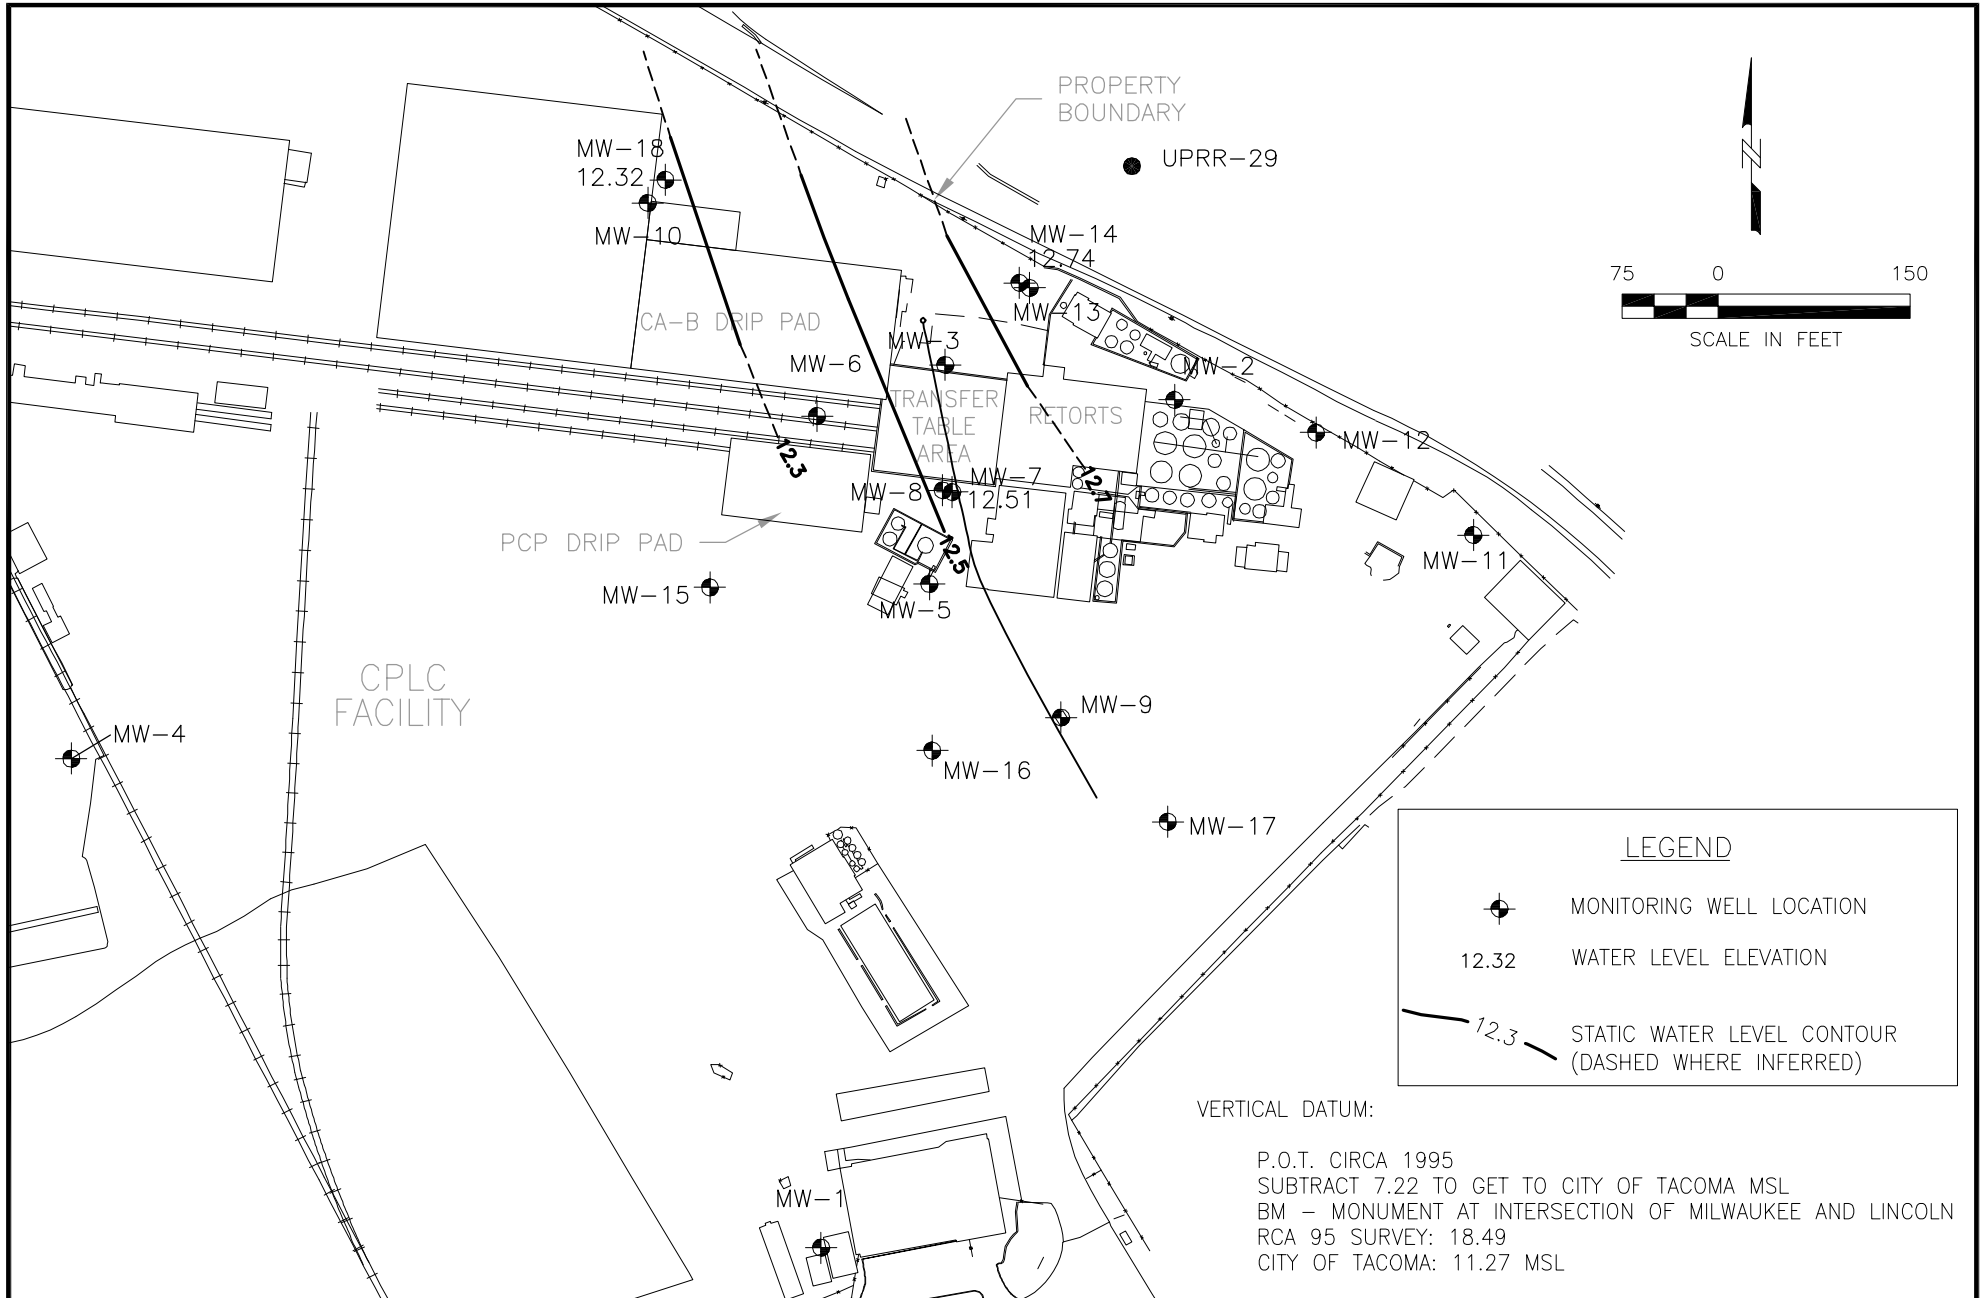 PROPERTY
BOUNDARY
UPRR-29
MW-18
12.32
MW-10
MW-14
12.74
MW-13
75 0 150
SCALE IN FEET
CA-B DRIP PAD
MW-3
MW-6
MW-2
TRANSFER
TABLE
AREA
RETORTS
MW-12
12.3
MW-8
MW-7
12.51
12.7
PCP DRIP PAD
12.5
MW-11
MW-15
MW-5
CPLC
FACILITY
MW-9
MW-4
MW-16
MW-17
LEGEND
MONITORING WELL LOCATION
12.32 WATER LEVEL ELEVATION
12.3 STATIC WATER LEVEL CONTOUR
(DASHED WHERE INFERRED)
VERTICAL DATUM:
P.O.T. CIRCA 1995
SUBTRACT 7.22 TO GET TO CITY OF TACOMA MSL
BM - MONUMENT AT INTERSECTION OF MILWAUKEE AND LINCOLN
RCA 95 SURVEY: 18.49
CITY OF TACOMA: 11.27 MSL
MW-1
N